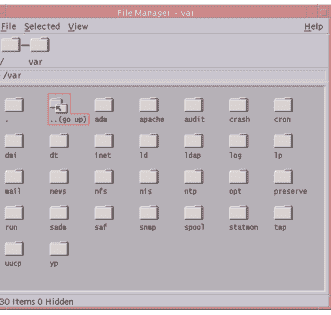 File Manager - var
File Selected View Help
/ var
/var
. ..(go up) adm apache audit crash cron
dmi dt inet ld ldap log lp
mail news nfs nis ntp opt preserve
run sadm saf snmp spool statmon tmp
uucp yp
30 Items 0 Hidden